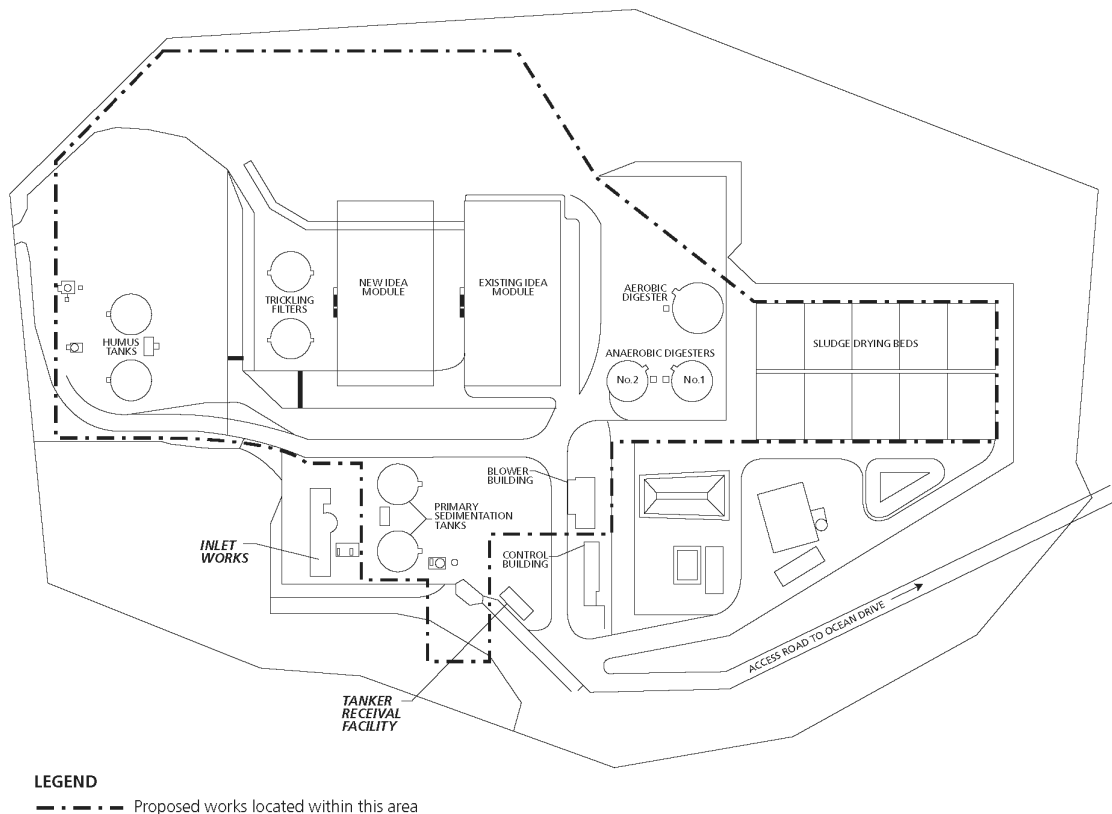 NEW IDEA
MODULE
EXISTING IDEA
MODULE
TRICKLING
FILTERS
AEROBIC
DIGESTER
HUMUS
TANKS
SLUDGE DRYING BEDS
ANAEROBIC DIGESTERS
No.2
No.1
BLOWER
BUILDING
PRIMARY
SEDIMENTATION
TANKS
INLET
WORKS
CONTROL
BUILDING
ACCESS ROAD TO OCEAN DRIVE
TANKER
RECEIVAL
FACILITY
LEGEND
Proposed works located within this area